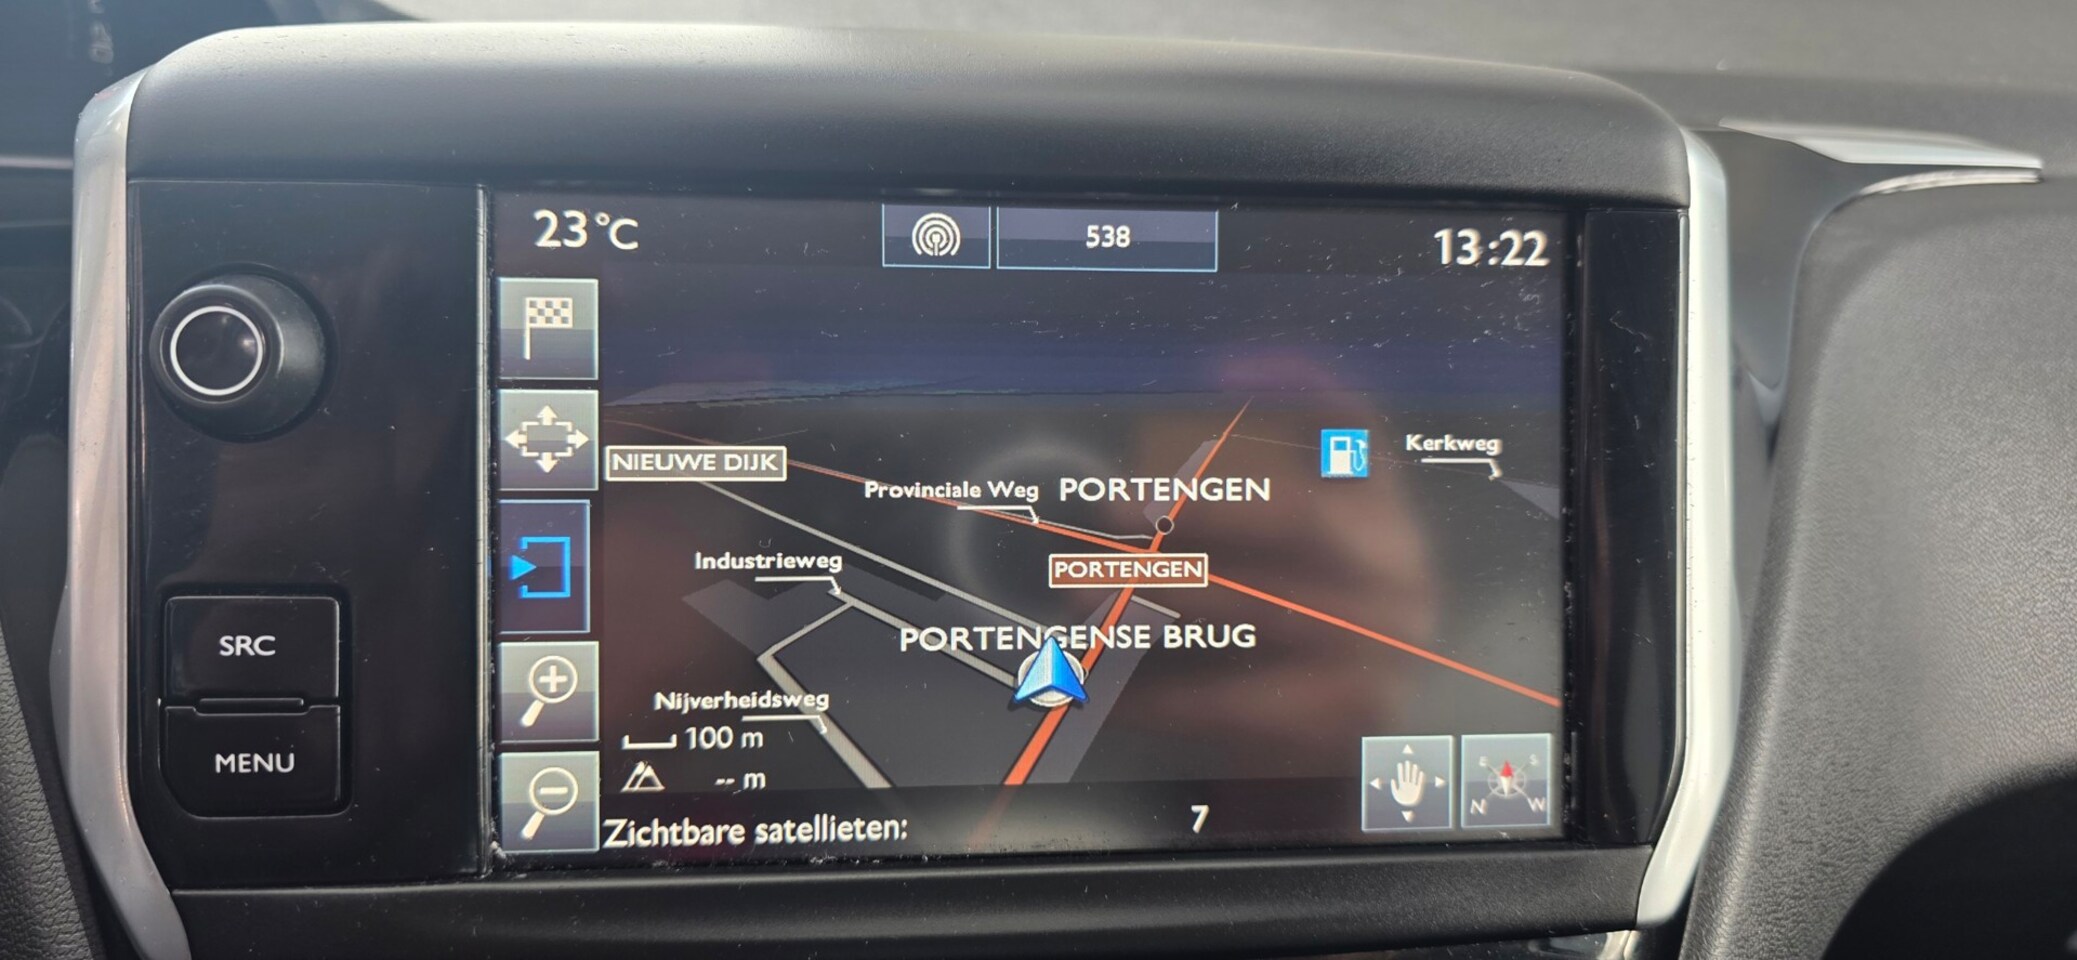 23°C
538
13:22
NIEUWE DIJK
Kerkweg
Provinciale Weg
PORTENGEN
Industrieweg
PORTENGEN
PORTENGENSE BRUG
SRC
Nijverheidsweg
100 m
MENU
-- m
Zichtbare satellieten: 7
E S
N W